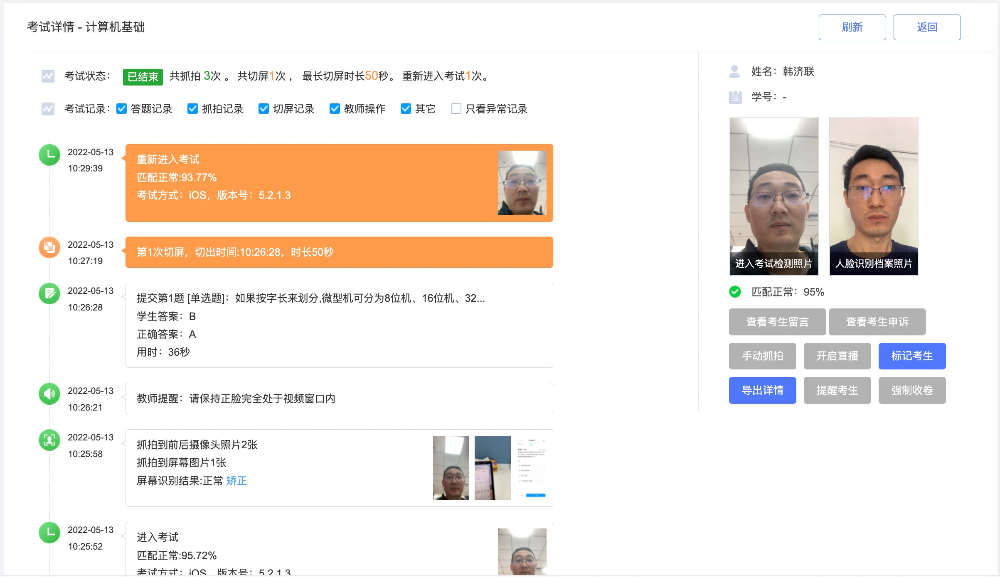 考试详情 - 计算机基础
刷新
返回
考试状态：
已结束
共抓拍 3次 。 共切屏1次 ， 最长切屏时长50秒。 重新进入考试1次。
考试记录：
答题记录
抓拍记录
切屏记录
教师操作
其它
只看异常记录
2022-05-13
10:29:39
重新进入考试
匹配正常:93.77%
考试方式：iOS，版本号：5.2.1.3
2022-05-13
10:27:19
第1次切屏，切出时间:10:26:28，时长50秒
2022-05-13
10:26:28
提交第1题 [单选题]：如果按字长来划分,微型机可分为8位机、16位机、32...
学生答案：B
正确答案：A
用时：36秒
2022-05-13
10:26:21
教师提醒：请保持正脸完全处于视频窗口内
2022-05-13
10:25:58
抓拍到前后摄像头照片2张
抓拍到屏幕图片1张
屏幕识别结果:正常 矫正
2022-05-13
10:25:52
进入考试
匹配正常:95.72%
考试方式：iOS，版本号：5.2.1.3
姓名：韩济联
学号：-
进入考试检测照片
人脸识别档案照片
匹配正常：95%
查看考生留言
查看考生申诉
手动抓拍
开启直播
标记考生
导出详情
提醒考生
强制收卷